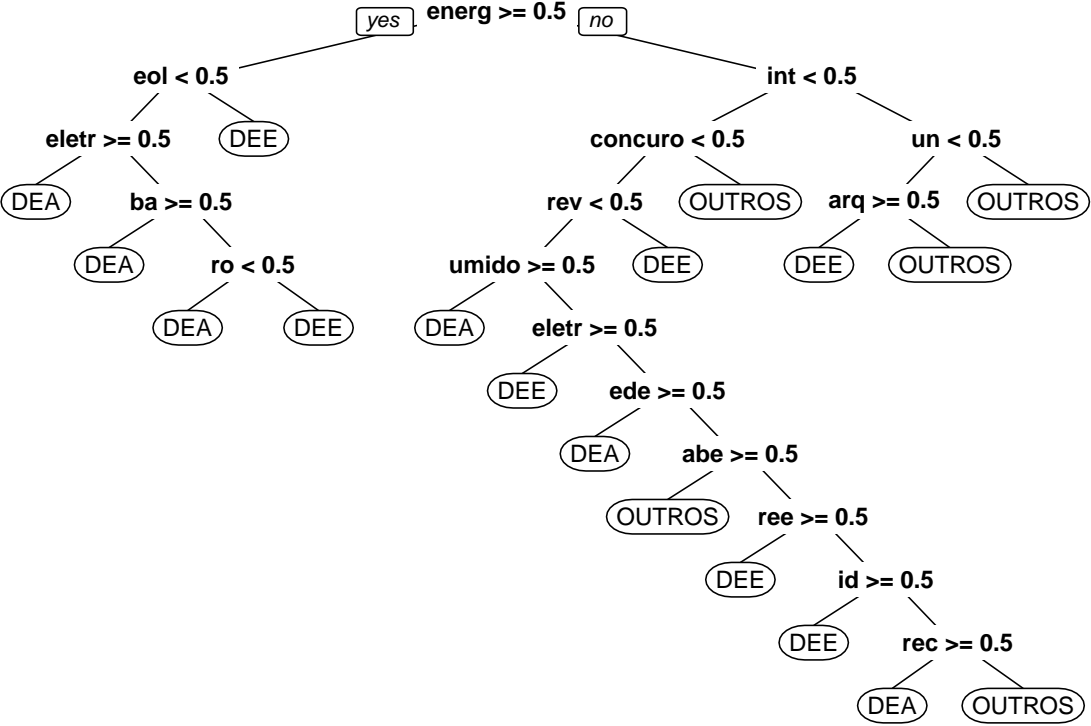 yes energ >= 0.5 no
eol < 0.5 int < 0.5
eletr >= 0.5 DEE concuro < 0.5 un < 0.5
DEA ba >= 0.5 rev < 0.5 OUTROS arq >= 0.5 OUTROS
DEA ro < 0.5 umido >= 0.5 DEE DEE OUTROS
DEA DEE DEA eletr >= 0.5
DEE ede >= 0.5
DEA abe >= 0.5
OUTROS ree >= 0.5
DEE id >= 0.5
DEE rec >= 0.5
DEA OUTROS